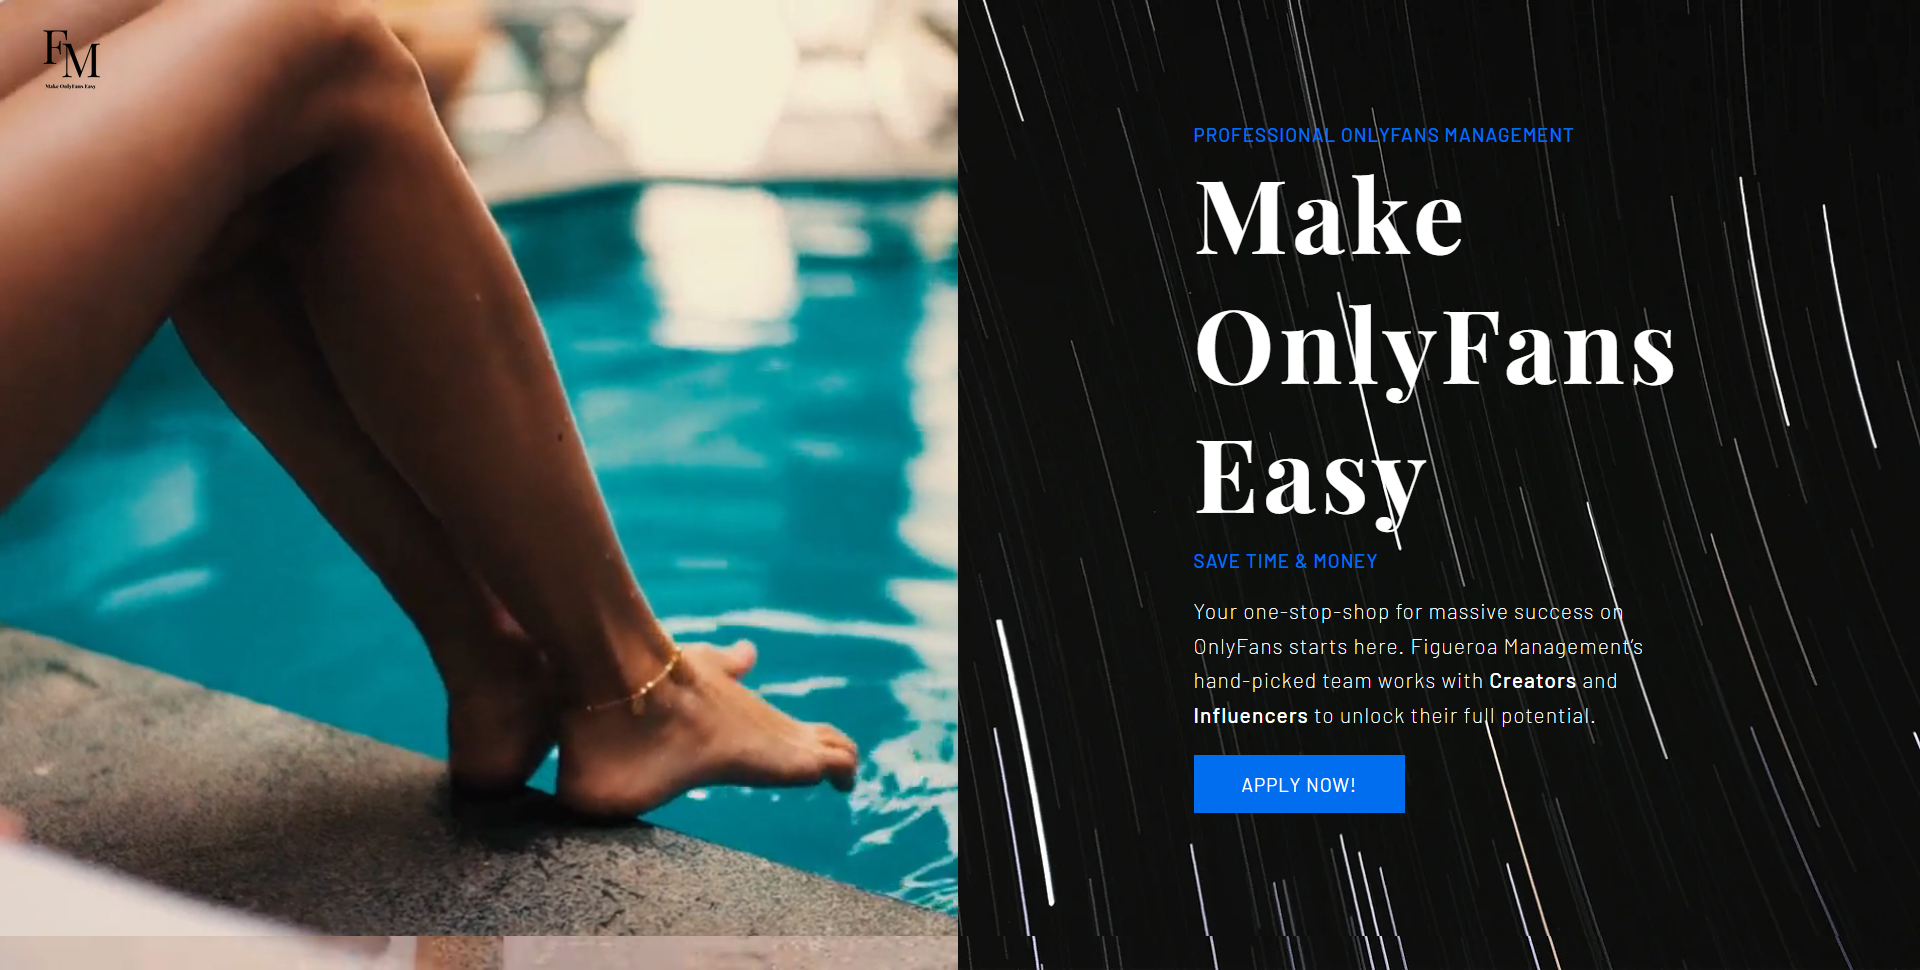 FM
Make OnlyFans Easy
PROFESSIONAL ONLYFANS MANAGEMENT
Make
OnlyFans
Easy
SAVE TIME & MONEY
Your one-stop-shop for massive success on
OnlyFans starts here. Figueroa Management's
hand-picked team works with Creators and
Influencers to unlock their full potential.
APPLY NOW!